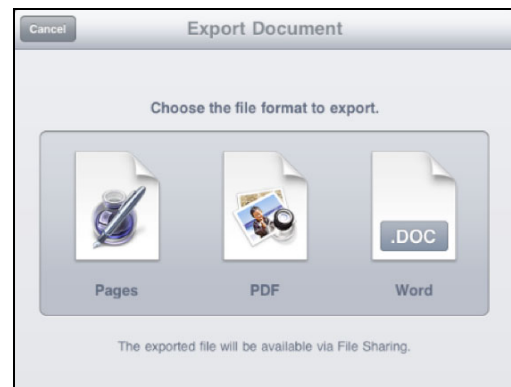 Cancel Export Document
Choose the file format to export.
.DOC
Pages PDF Word
The exported file will be available via File Sharing.